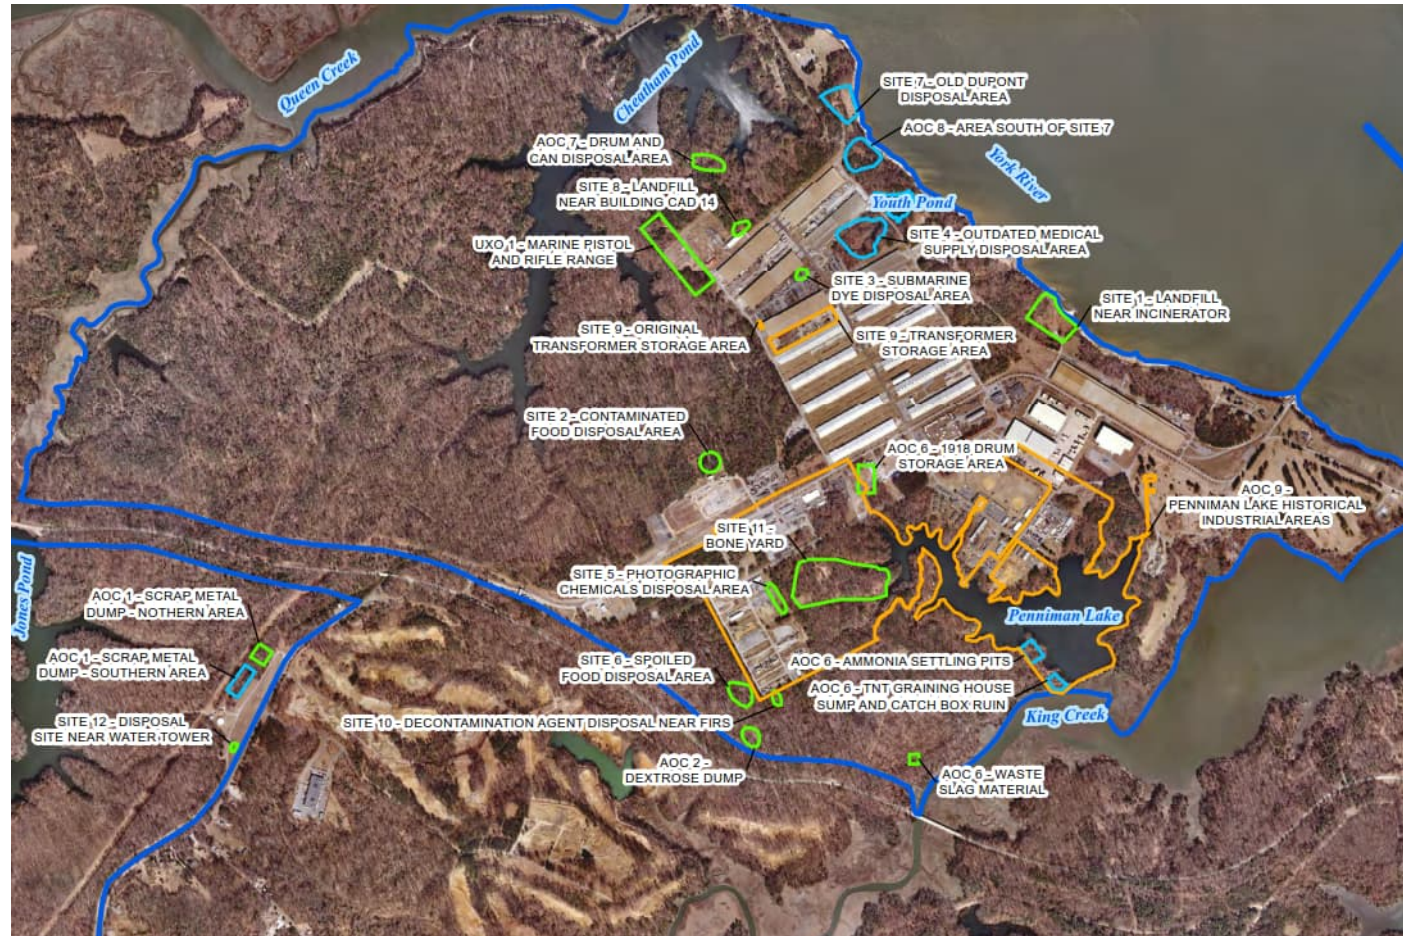 Queen Creek
Cheatham Pond
SITE 7 - OLD DUPONT
DISPOSAL AREA
AOC 8 - AREA SOUTH OF SITE 7
York River
AOC 7 - DRUM AND
CAN DISPOSAL AREA
SITE 8 - LANDFILL
NEAR BUILDING CAD 14
Youth Pond
UXO 1 - MARINE PISTOL
AND RIFLE RANGE
SITE 4 - OUTDATED MEDICAL
SUPPLY DISPOSAL AREA
SITE 3 - SUBMARINE
DYE DISPOSAL AREA
SITE 1 - LANDFILL
NEAR INCINERATOR
SITE 9 - ORIGINAL
TRANSFORMER STORAGE AREA
SITE 9 - TRANSFORMER
STORAGE AREA
SITE 2 - CONTAMINATED
FOOD DISPOSAL AREA
AOC 6 - 1918 DRUM
STORAGE AREA
AOC 9 -
PENNIMAN LAKE HISTORICAL
INDUSTRIAL AREAS
SITE 11 -
BONE YARD
SITE 5 - PHOTOGRAPHIC
CHEMICALS DISPOSAL AREA
Jones Pond
AOC 1 - SCRAP METAL
DUMP - NOTHERN AREA
Penniman Lake
AOC 1 - SCRAP METAL
DUMP - SOUTHERN AREA
SITE 6 - SPOILED
FOOD DISPOSAL AREA
AOC 6 - AMMONIA SETTLING PITS
AOC 6 - TNT GRAINING HOUSE
SUMP AND CATCH BOX RUIN
King Creek
SITE 12 - DISPOSAL
SITE NEAR WATER TOWER
SITE 10 - DECONTAMINATION AGENT DISPOSAL NEAR FIRS
AOC 2 -
DEXTROSE DUMP
AOC 6 - WASTE
SLAG MATERIAL